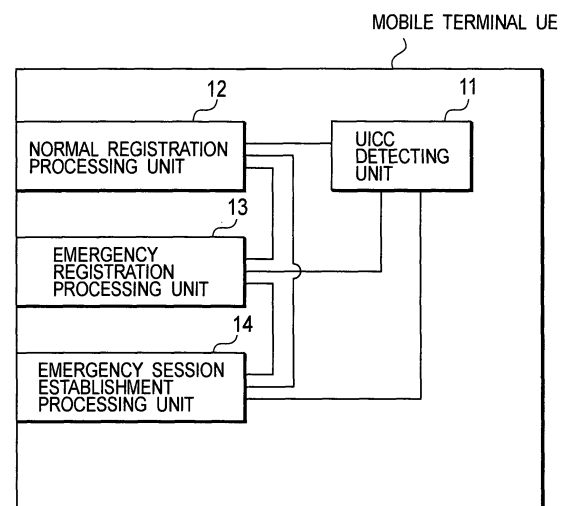 MOBILE TERMINAL UE
12
NORMAL REGISTRATION
PROCESSING UNIT
11
UICC
DETECTING
UNIT
13
EMERGENCY
REGISTRATION
PROCESSING UNIT
14
EMERGENCY SESSION
ESTABLISHMENT
PROCESSING UNIT